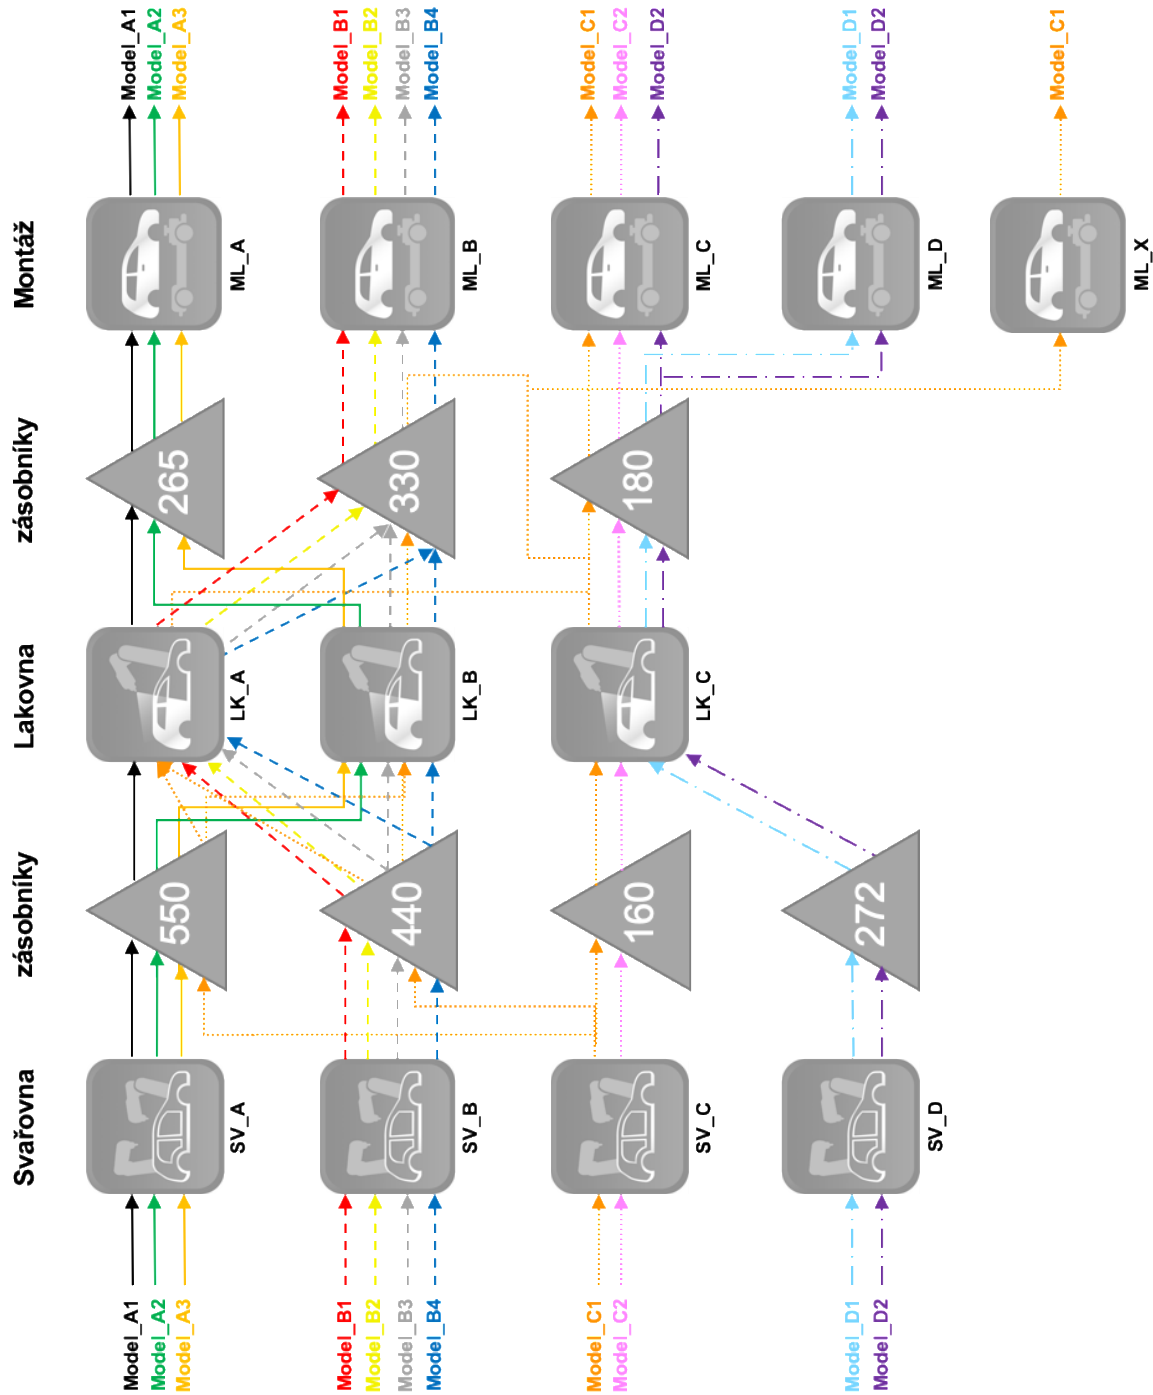 Svařovna
zásobníky
Lakovna
zásobníky
Montáž
Model_A1
Model_A2
Model_A3
SV_A
550
LK_A
265
ML_A
Model_A1
Model_A2
Model_A3
Model_B1
Model_B2
Model_B3
Model_B4
SV_B
440
LK_B
330
ML_B
Model_B1
Model_B2
Model_B3
Model_B4
Model_C1
Model_C2
SV_C
160
LK_C
180
ML_C
Model_C1
Model_C2
Model_D2
Model_D1
Model_D2
SV_D
272
ML_D
Model_D1
Model_D2
ML_X
Model_C1